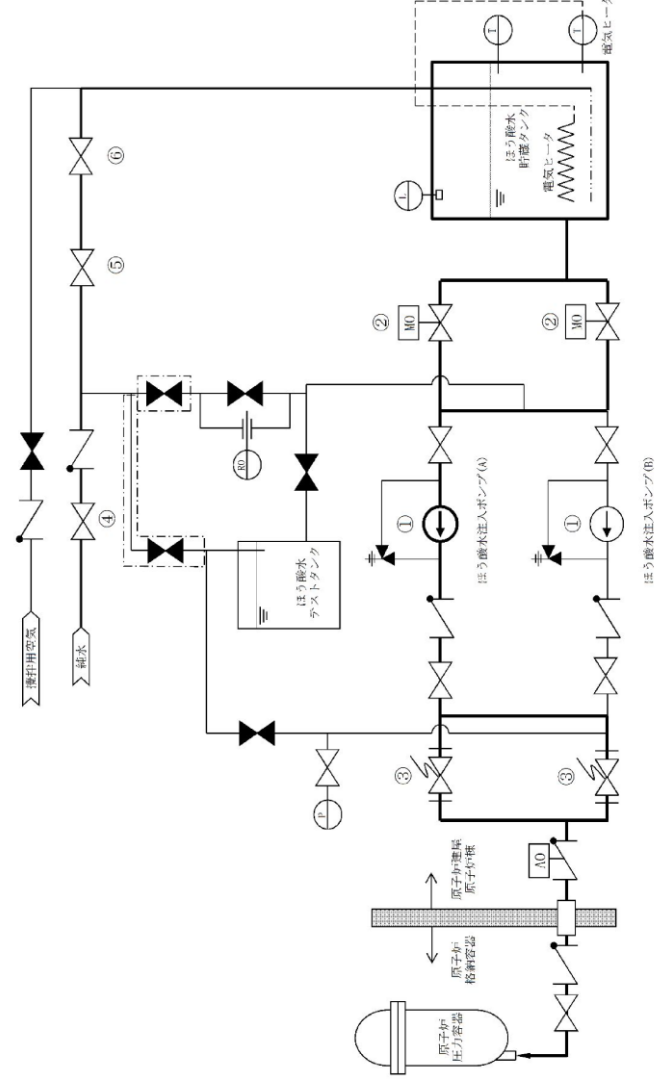 電気ヒータ
T
T
ほう酸水
貯蔵タンク
電気ヒータ
L
⑥
⑤
②
MO
②
MO
RO
④
ほう酸水
テストタンク
①
ほう酸水注入ポンプ(A)
①
ほう酸水注入ポンプ(B)
攪拌用空気
純水
P
③
③
AO
原子炉建屋
原子炉棟
原子炉
格納容器
原子炉
圧力容器